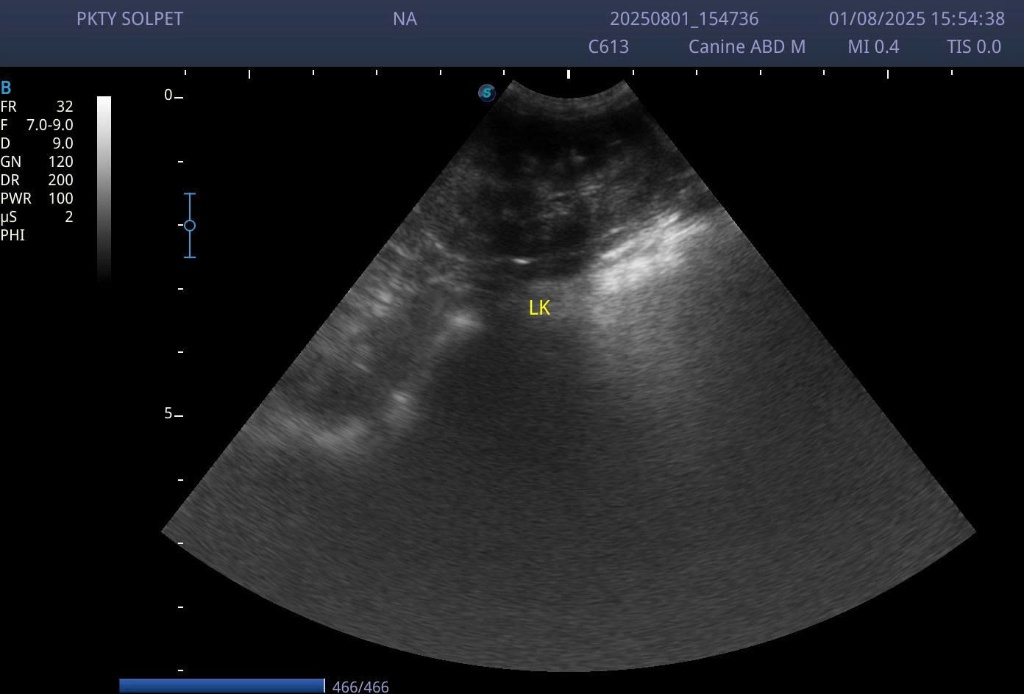 PKTY SOLPET NA 20250801_154736 01/08/2025 15:54:38
C613 Canine ABD M MI 0.4 TIS 0.0
B
FR 32
F 7.0-9.0
D 9.0
GN 120
DR 200
PWR 100
µS 2
PHI
0
S
LK
5
466/466